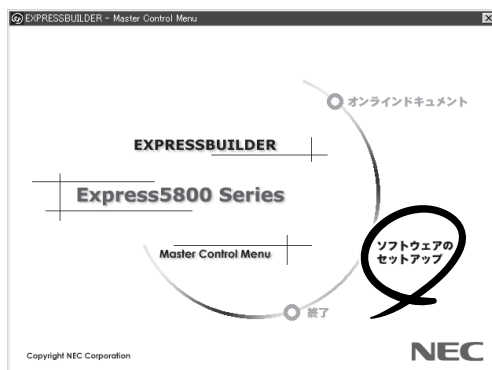 EXPRESSBUILDER - Master Control Menu
オンラインドキュメント
EXPRESSBUILDER
Express5800 Series
Master Control Menu
ソフトウェアの
セットアップ
終了
Copyright NEC Corporation
NEC